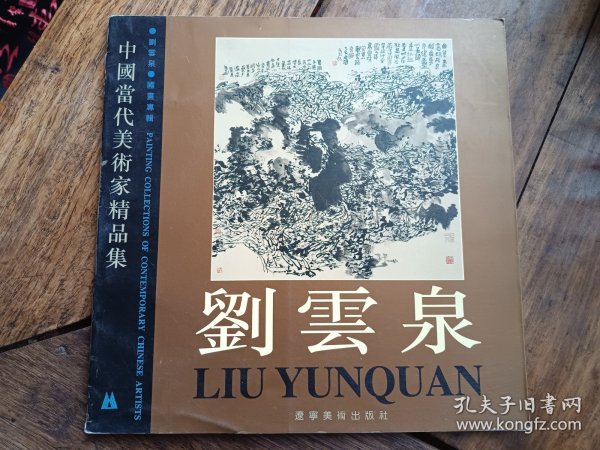 中國當代美術家精品集
●劉雲泉●國畫專輯
PAINTING COLLECTIONS OF CONTEMPORARY CHINESE ARTISTS
劉雲泉
LIU YUNQUAN
遼寧美術出版社
孔夫子旧書网
www.kongfz.com